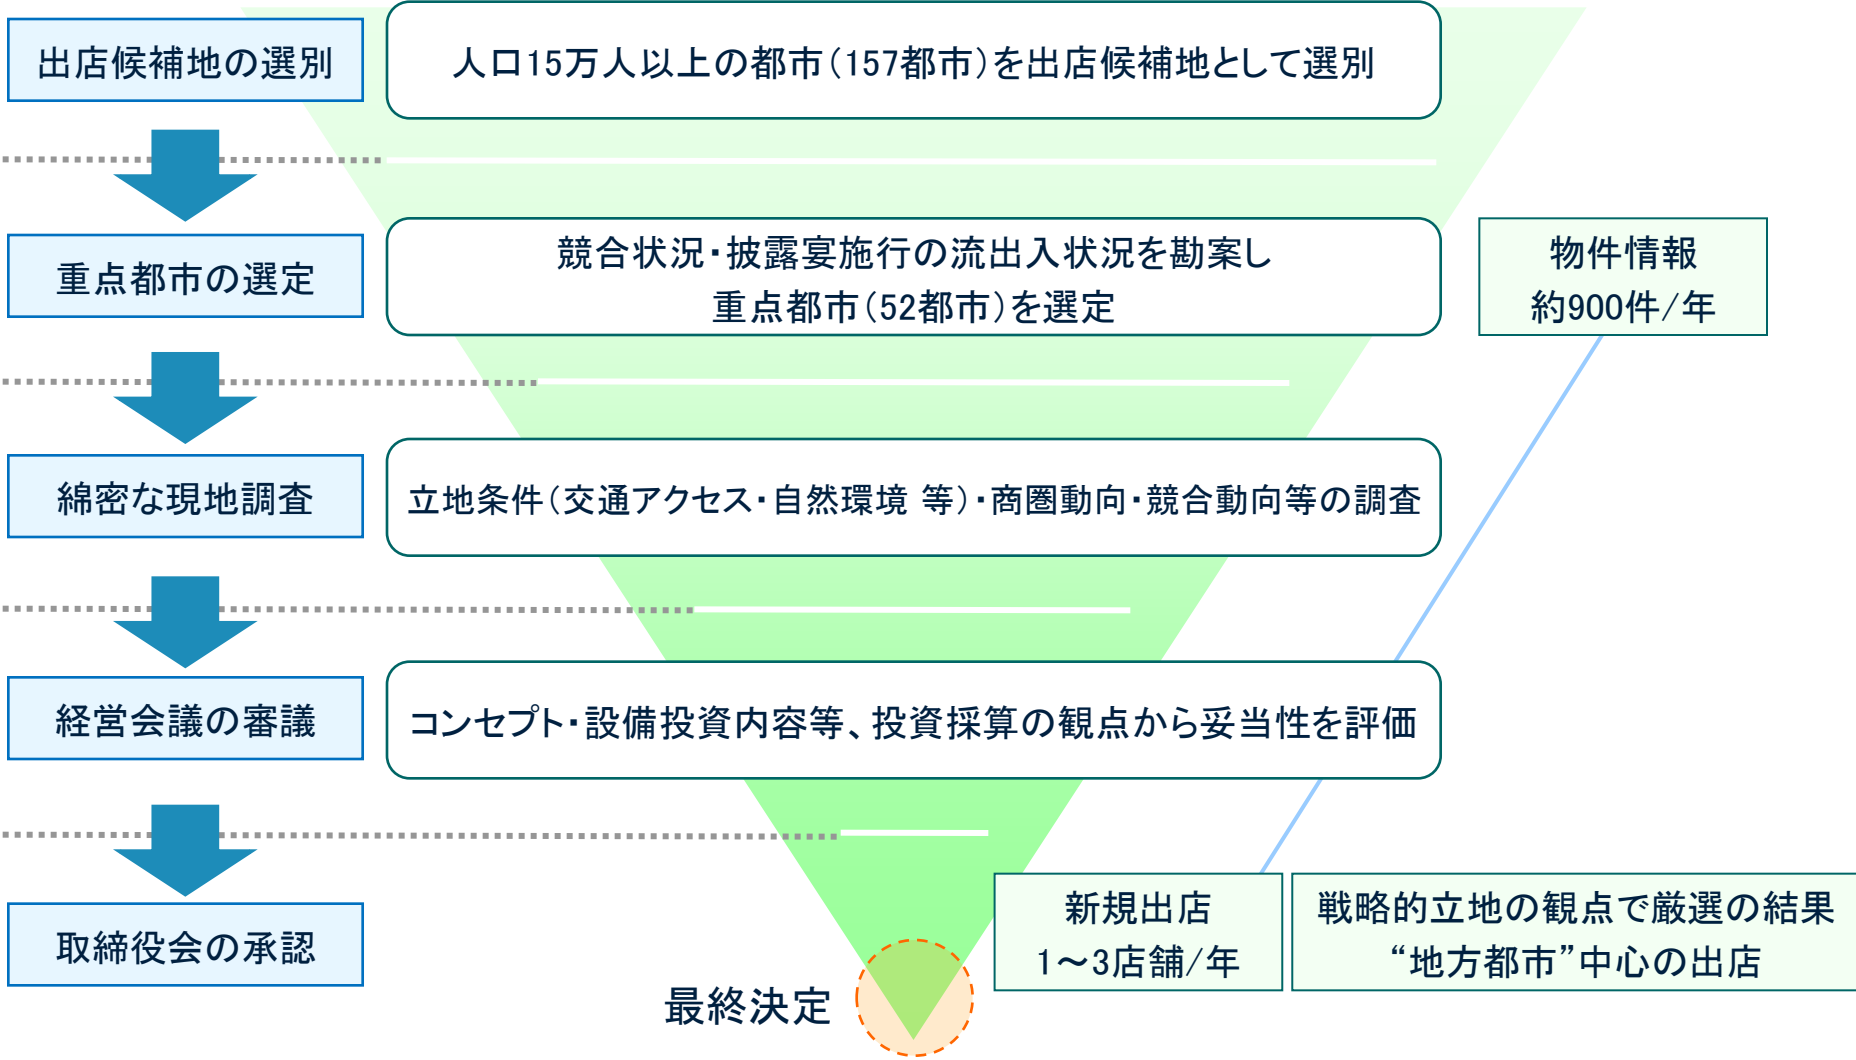 出店候補地の選別
人口15万人以上の都市（157都市）を出店候補地として選別
重点都市の選定
競合状況・披露宴施行の流出入状況を勘案し
重点都市（52都市）を選定
物件情報
約900件/年
綿密な現地調査
立地条件（交通アクセス・自然環境 等）・商圏動向・競合動向等の調査
経営会議の審議
コンセプト・設備投資内容等、投資採算の観点から妥当性を評価
取締役会の承認
新規出店
1～3店舗/年
戦略的立地の観点で厳選の結果
“地方都市”中心の出店
最終決定